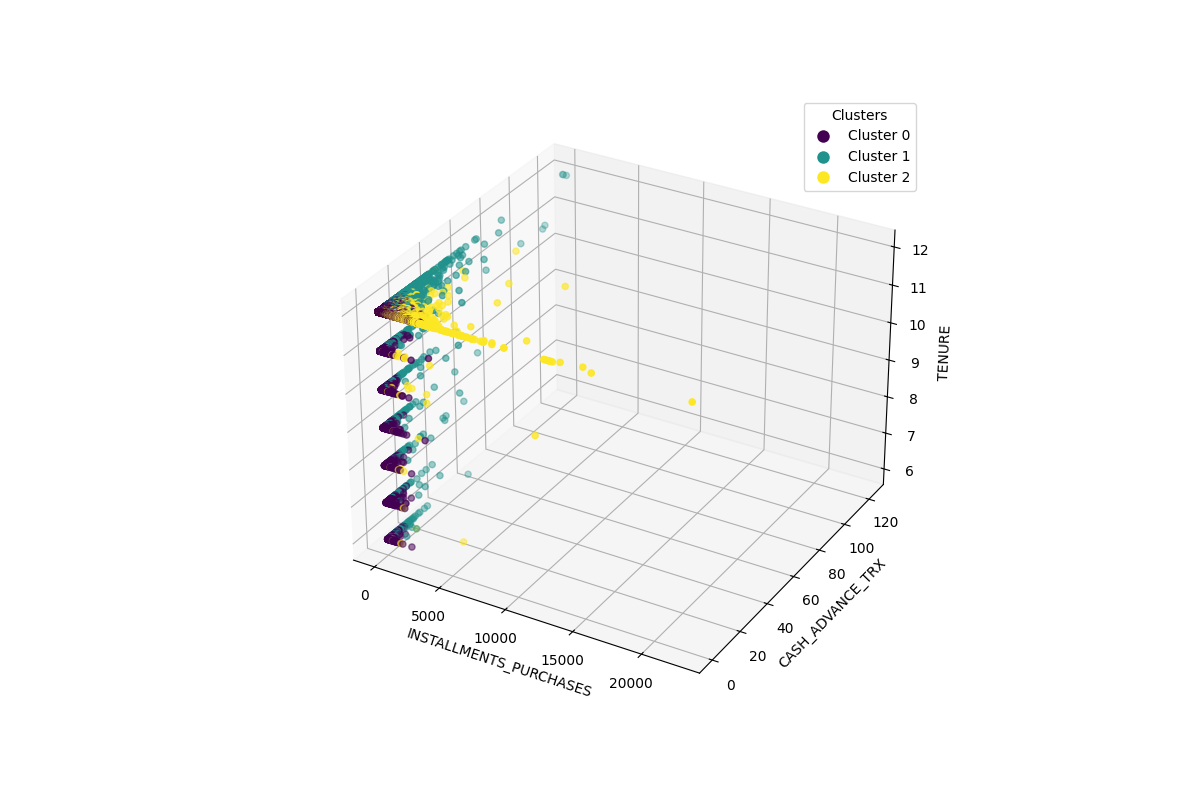 Clusters
Cluster 0
Cluster 1
Cluster 2
12
11
10
9
8
7
6
TENURE
120
100
80
60
40
20
0
CASH_ADVANCE_TRX
0
5000
10000
15000
20000
INSTALLMENTS_PURCHASES